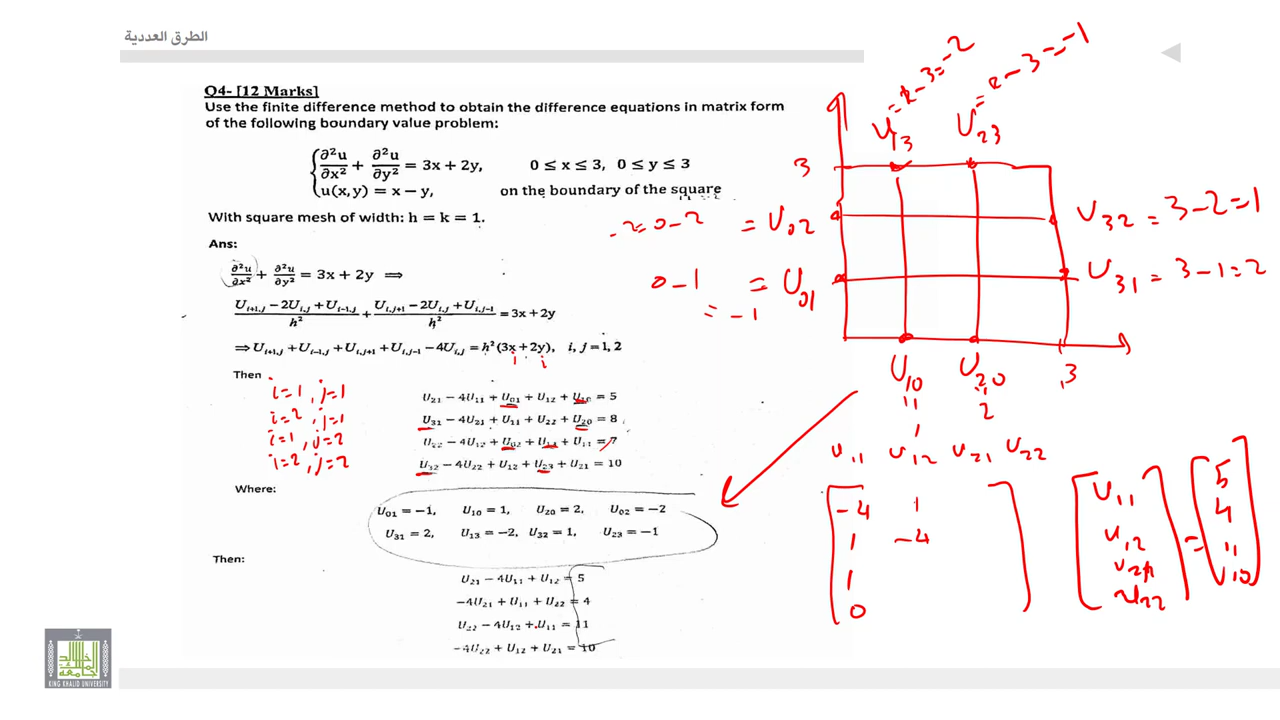 الطرق العددية
Q4- [12 Marks]
Use the finite difference method to obtain the difference equations in matrix form
of the following boundary value problem:
∂²u/∂x² + ∂²u/∂y² = 3x + 2y, 0 ≤ x ≤ 3, 0 ≤ y ≤ 3
u(x, y) = x − y, on the boundary of the square
With square mesh of width: h = k = 1.
Ans:
∂²u/∂x² + ∂²u/∂y² = 3x + 2y ⟹
(U_{i+1,j} − 2U_{i,j} + U_{i−1,j})/h² + (U_{i,j+1} − 2U_{i,j} + U_{i,j−1})/h² = 3x + 2y
⟹ U_{i+1,j} + U_{i−1,j} + U_{i,j+1} + U_{i,j−1} − 4U_{i,j} = h²(3x + 2y), i, j = 1, 2
i j
Then
i=1, j=1
U₂₁ − 4U₁₁ + U₀₁ + U₁₂ + U₁₀ = 5
i=2, j=1
U₃₁ − 4U₂₁ + U₁₁ + U₂₂ + U₂₀ = 8
i=1, j=2
U₂₂ − 4U₁₂ + U₀₂ + U₁₃ + U₁₁ = 7
i=2, j=2
U₃₂ − 4U₂₂ + U₁₂ + U₂₃ + U₂₁ = 10
Where:
U₀₁ = −1, U₁₀ = 1, U₂₀ = 2, U₀₂ = −2
U₃₁ = 2, U₁₃ = −2, U₃₂ = 1, U₂₃ = −1
Then:
U₂₁ − 4U₁₁ + U₁₂ = 5
−4U₂₁ + U₁₁ + U₂₂ = 4
U₂₂ − 4U₁₂ + U₁₁ = 11
−4U₂₂ + U₁₂ + U₂₁ = 10
= 1 − 3 = −2
= 2 − 3 = −1
U₁₃ U₂₃
3
−2 = 0−2 = U₀₂
U₃₂ = 3−2 = 1
0−1 = U₀₁
= −1
U₃₁ = 3−1 = 2
U₁₀ U₂₀ 3
" "
1 2
U₁₁ U₁₂ U₂₁ U₂₂
−4 1 U₁₁ 5
1 −4 U₁₂ = 4
1 U₂₁ 11
0 U₂₂ 10
KING KHALID UNIVERSITY